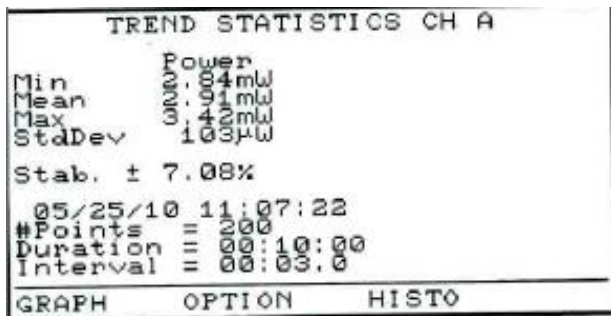 TREND STATISTICS CH A
Power
Min 2.84mW
Mean 2.91mW
Max 3.42mW
StdDev 103µW
Stab. ± 7.08%
05/25/10 11:07:22
#Points = 200
Duration = 00:10:00
Interval = 00:03.0
GRAPH OPTION HISTO